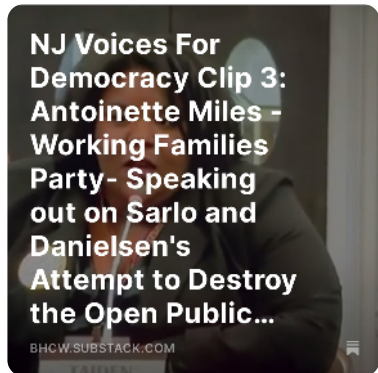 NJ Voices For
Democracy Clip 3:
Antoinette Miles -
Working Families
Party- Speaking
out on Sarlo and
Danielsen's
Attempt to Destroy
the Open Public...
BHCW.SUBSTACK.COM